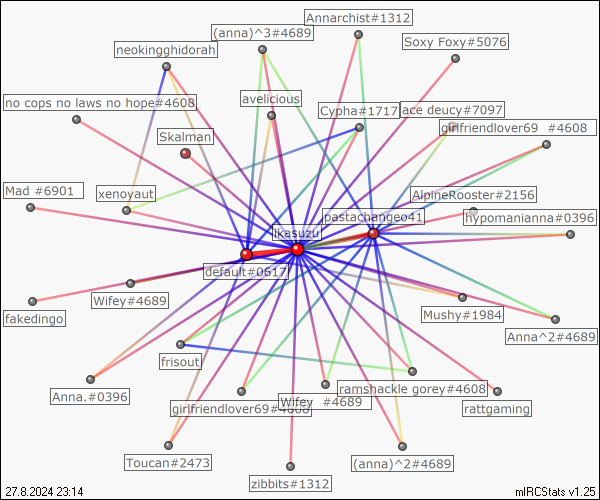 Annarchist#1312
(anna)^3#4689
Soxy Foxy#5076
neokingghidorah
avelicious
no cops no laws no hope#4608
Cypha#1717
ace deucy#7097
girlfriendlover69 #4608
Skalman
Mad #6901
xenoyaut
AlpineRooster#2156
pastachangeo41
hypomanianna#0396
ikasuzu
default#0617
Wifey#4689
Mushy#1984
fakedingo
Anna^2#4689
frisout
Anna.#0396
ramshackle gorey#4608
girlfriendlover69#4608
Wifey #4689
rattgaming
Toucan#2473
(anna)^2#4689
zibbits#1312
27.8.2024 23:14
mIRCStats v1.25